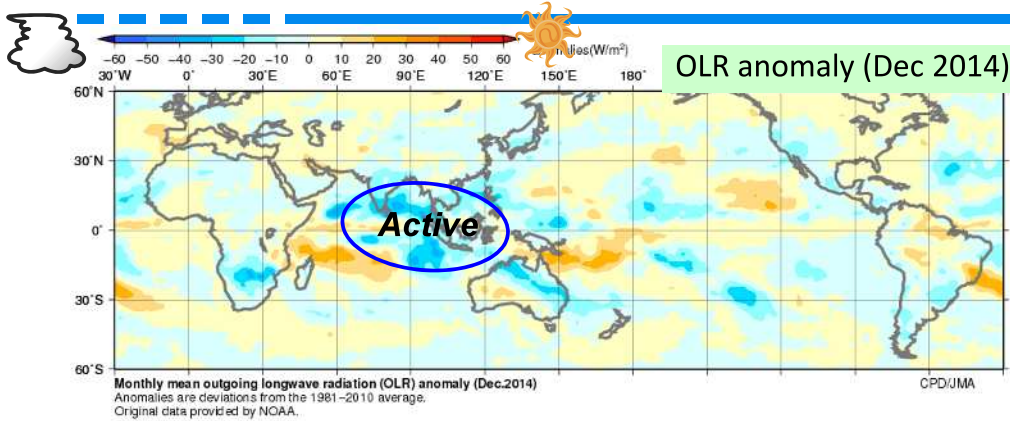 -60 -50 -40 -30 -20 -10 0 10 20 30 40 50 60
OLR anomaly (Dec 2014)
30°W 0° 30°E 60°E 90°E 120°E 150°E 180°
60°N
30°N
0°
30°S
60°S
Active
Monthly mean outgoing longwave radiation (OLR) anomaly (Dec.2014)
CPD/JMA
Anomalies are deviations from the 1981–2010 average.
Original data provided by NOAA.